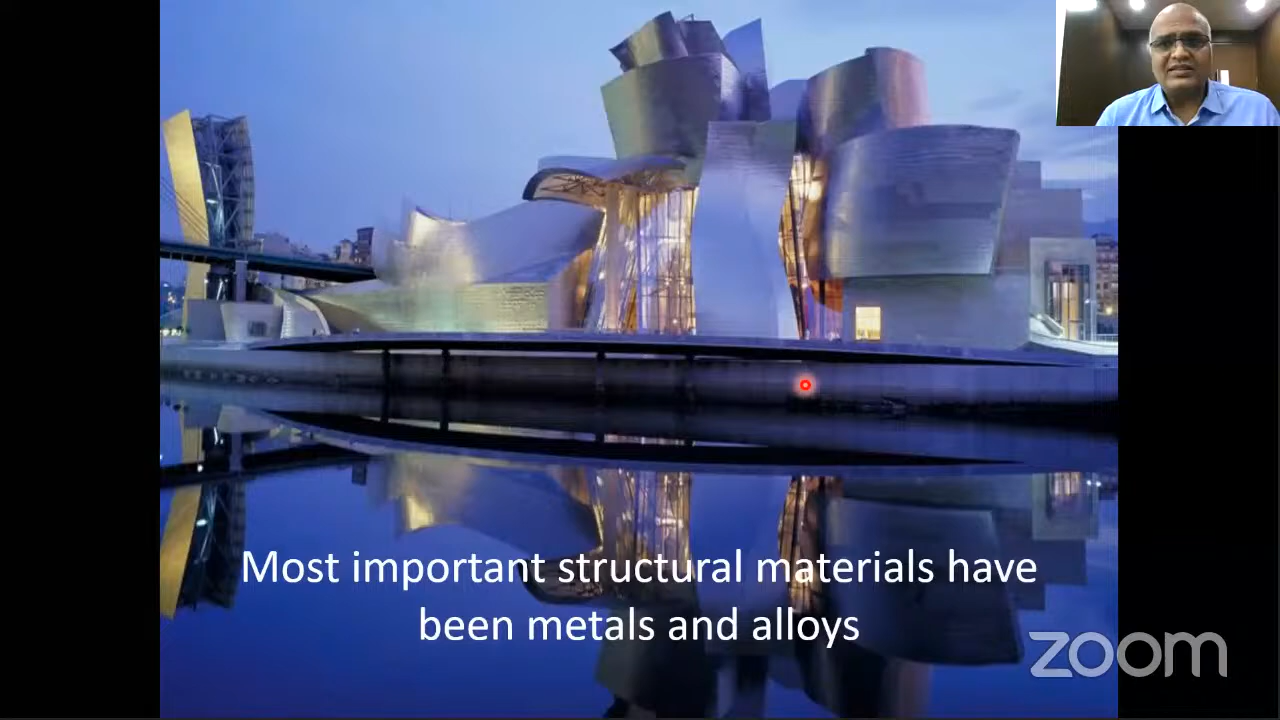 Most important structural materials have
been metals and alloys
zoom